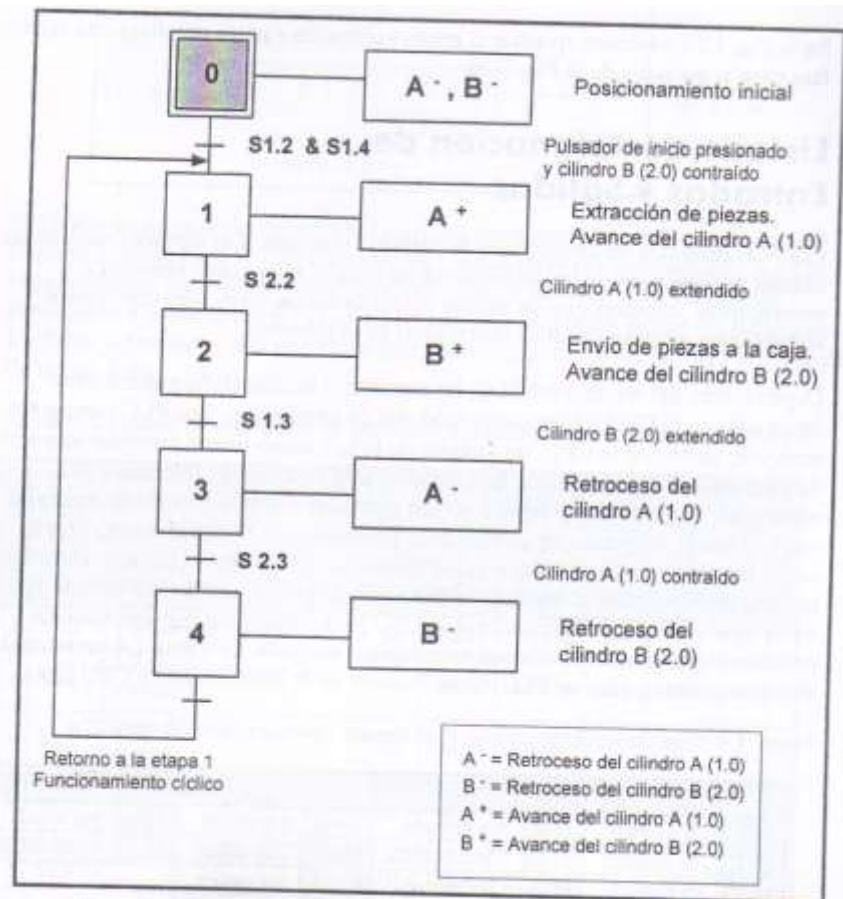 0
A⁻, B⁻
Posicionamiento inicial
S1.2 & S1.4
Pulsador de inicio presionado
y cilindro B (2.0) contraído
1
A⁺
Extracción de piezas.
Avance del cilindro A (1.0)
S 2.2
Cilindro A (1.0) extendido
2
B⁺
Envío de piezas a la caja.
Avance del cilindro B (2.0)
S 1.3
Cilindro B (2.0) extendido
3
A⁻
Retroceso del
cilindro A (1.0)
S 2.3
Cilindro A (1.0) contraído
4
B⁻
Retroceso del
cilindro B (2.0)
Retorno a la etapa 1
Funcionamiento cíclico
A⁻ = Retroceso del cilindro A (1.0)
B⁻ = Retroceso del cilindro B (2.0)
A⁺ = Avance del cilindro A (1.0)
B⁺ = Avance del cilindro B (2.0)